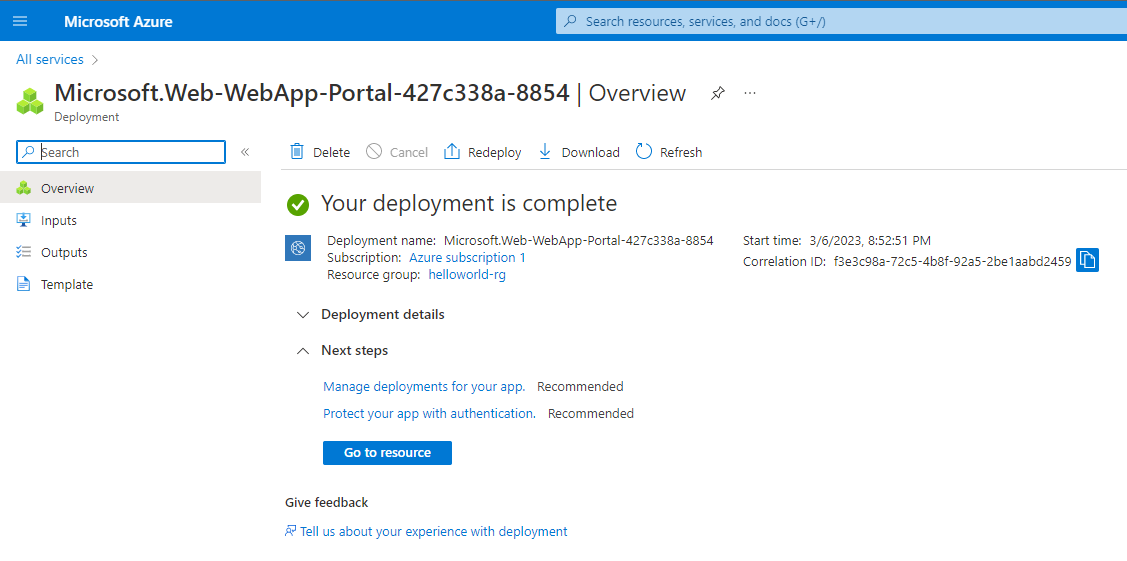 Microsoft Azure
Search resources, services, and docs (G+/)
All services
Microsoft.Web-WebApp-Portal-427c338a-8854 | Overview
Deployment
Search
Delete
Cancel
Redeploy
Download
Refresh
Overview
Inputs
Outputs
Template
Your deployment is complete
Deployment name: Microsoft.Web-WebApp-Portal-427c338a-8854
Subscription: Azure subscription 1
Resource group: helloworld-rg
Start time: 3/6/2023, 8:52:51 PM
Correlation ID: f3e3c98a-72c5-4b8f-92a5-2be1aabd2459
Deployment details
Next steps
Manage deployments for your app. Recommended
Protect your app with authentication. Recommended
Go to resource
Give feedback
Tell us about your experience with deployment